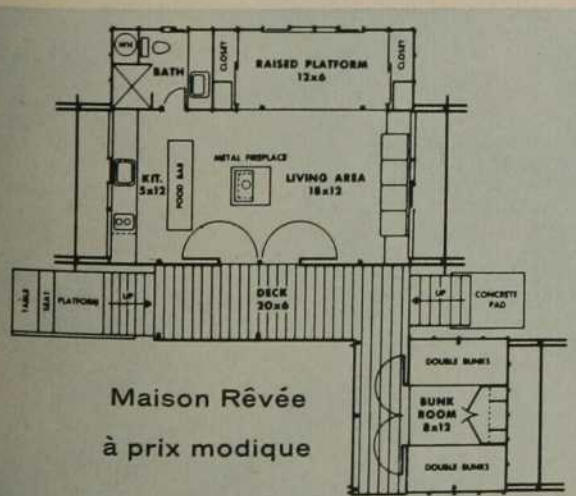 WH
BATH
CLOSET
RAISED PLATFORM
12x6
CLOSET
KIT.
5x12
FOOD BAR
METAL FIREPLACE
LIVING AREA
18x12
TABLE
SEAT
PLATFORM
UP
DECK
20x6
UP
CONCRETE
PAD
DOUBLE BUNKS
BUNK
ROOM
8x12
DOUBLE BUNKS
Maison Rêvée
à prix modique